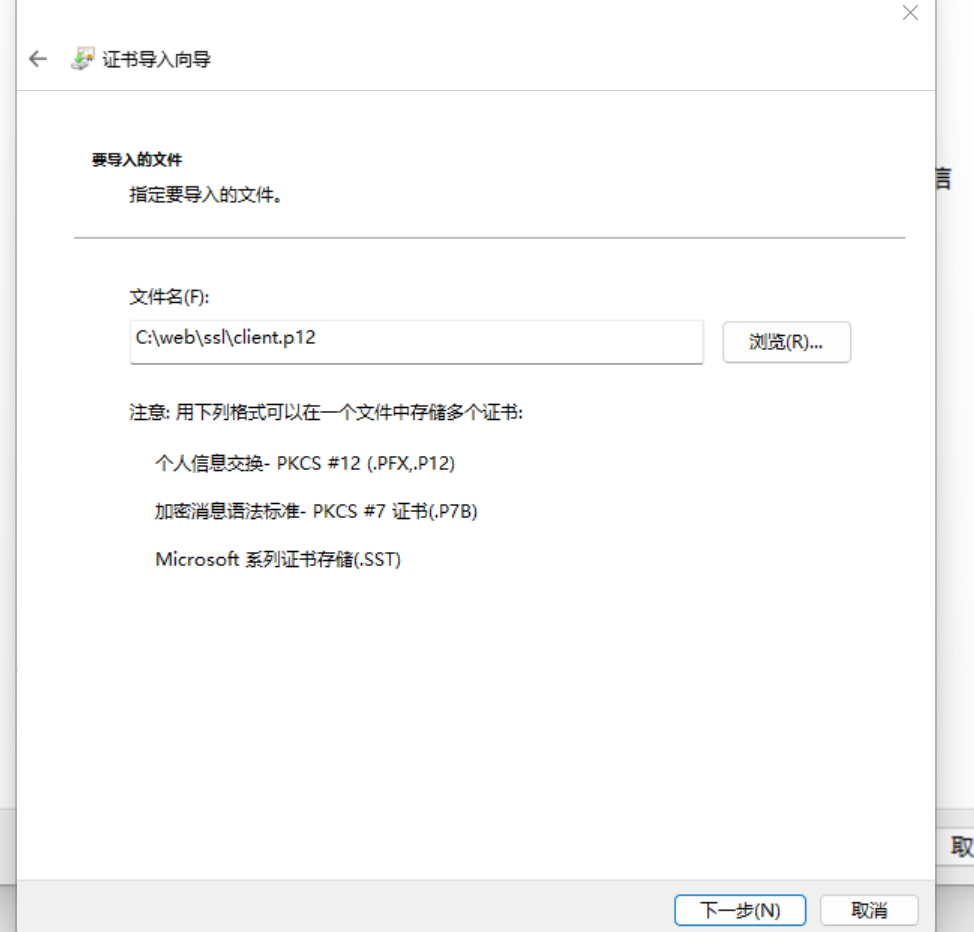 证书导入向导
要导入的文件
指定要导入的文件。
信
文件名(F):
C:\web\ssl\client.p12
浏览(R)...
注意: 用下列格式可以在一个文件中存储多个证书:
个人信息交换- PKCS #12 (.PFX,.P12)
加密消息语法标准- PKCS #7 证书(.P7B)
Microsoft 系列证书存储(.SST)
取
下一步(N)
取消